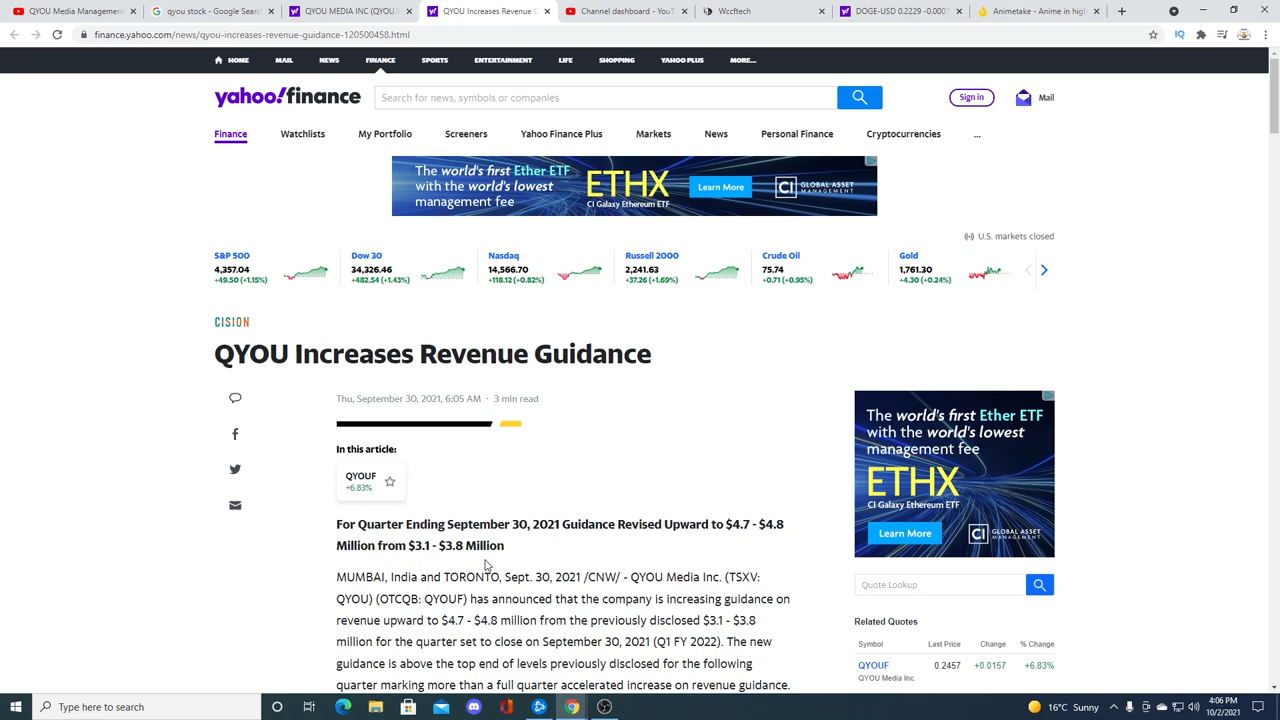 QYOU Media Management
qyou stock - Google Sear
QYOU MEDIA INC (QYOUV.
QYOU Increases Revenue G
Channel dashboard - YouT
Wccftech
DOGE-USD 0.2229 -0.0007
Animetake - Anime in high
finance.yahoo.com/news/qyou-increases-revenue-guidance-120500458.html
HOME MAIL NEWS FINANCE SPORTS ENTERTAINMENT LIFE SHOPPING YAHOO PLUS MORE...
yahoo!finance
Search for news, symbols or companies
Sign in
Mail
Finance Watchlists My Portfolio Screeners Yahoo Finance Plus Markets News Personal Finance Cryptocurrencies ...
The world's first Ether ETF
with the world's lowest
management fee
ETHX
CI Galaxy Ethereum ETF
Learn More
CI GLOBAL ASSET
MANAGEMENT
U.S. markets closed
S&P 500
4,357.04
+49.50 (+1.15%)
Dow 30
34,326.46
+482.54 (+1.43%)
Nasdaq
14,566.70
+118.12 (+0.82%)
Russell 2000
2,241.63
+37.26 (+1.69%)
Crude Oil
75.74
+0.71 (+0.95%)
Gold
1,761.30
+4.30 (+0.24%)
CISION
QYOU Increases Revenue Guidance
Thu, September 30, 2021, 6:05 AM · 3 min read
In this article:
QYOUF
+6.83%
For Quarter Ending September 30, 2021 Guidance Revised Upward to $4.7 - $4.8
Million from $3.1 - $3.8 Million
MUMBAI, India and TORONTO, Sept. 30, 2021 /CNW/ - QYOU Media Inc. (TSXV:
QYOU) (OTCQB: QYOUF) has announced that the company is increasing guidance on
revenue upward to $4.7 - $4.8 million from the previously disclosed $3.1 - $3.8
million for the quarter set to close on September 30, 2021 (Q1 FY 2022). The new
guidance is above the top end of levels previously disclosed for the following
quarter marking more than a full quarter accelerated increase on revenue guidance.
The world's first Ether ETF
with the world's lowest
management fee
ETHX
CI Galaxy Ethereum ETF
Learn More
CI GLOBAL ASSET
MANAGEMENT
Quote Lookup
Related Quotes
Symbol Last Price Change % Change
QYOUF 0.2457 +0.0157 +6.83%
QYOU Media Inc.
Type here to search
16°C Sunny
4:06 PM
10/2/2021